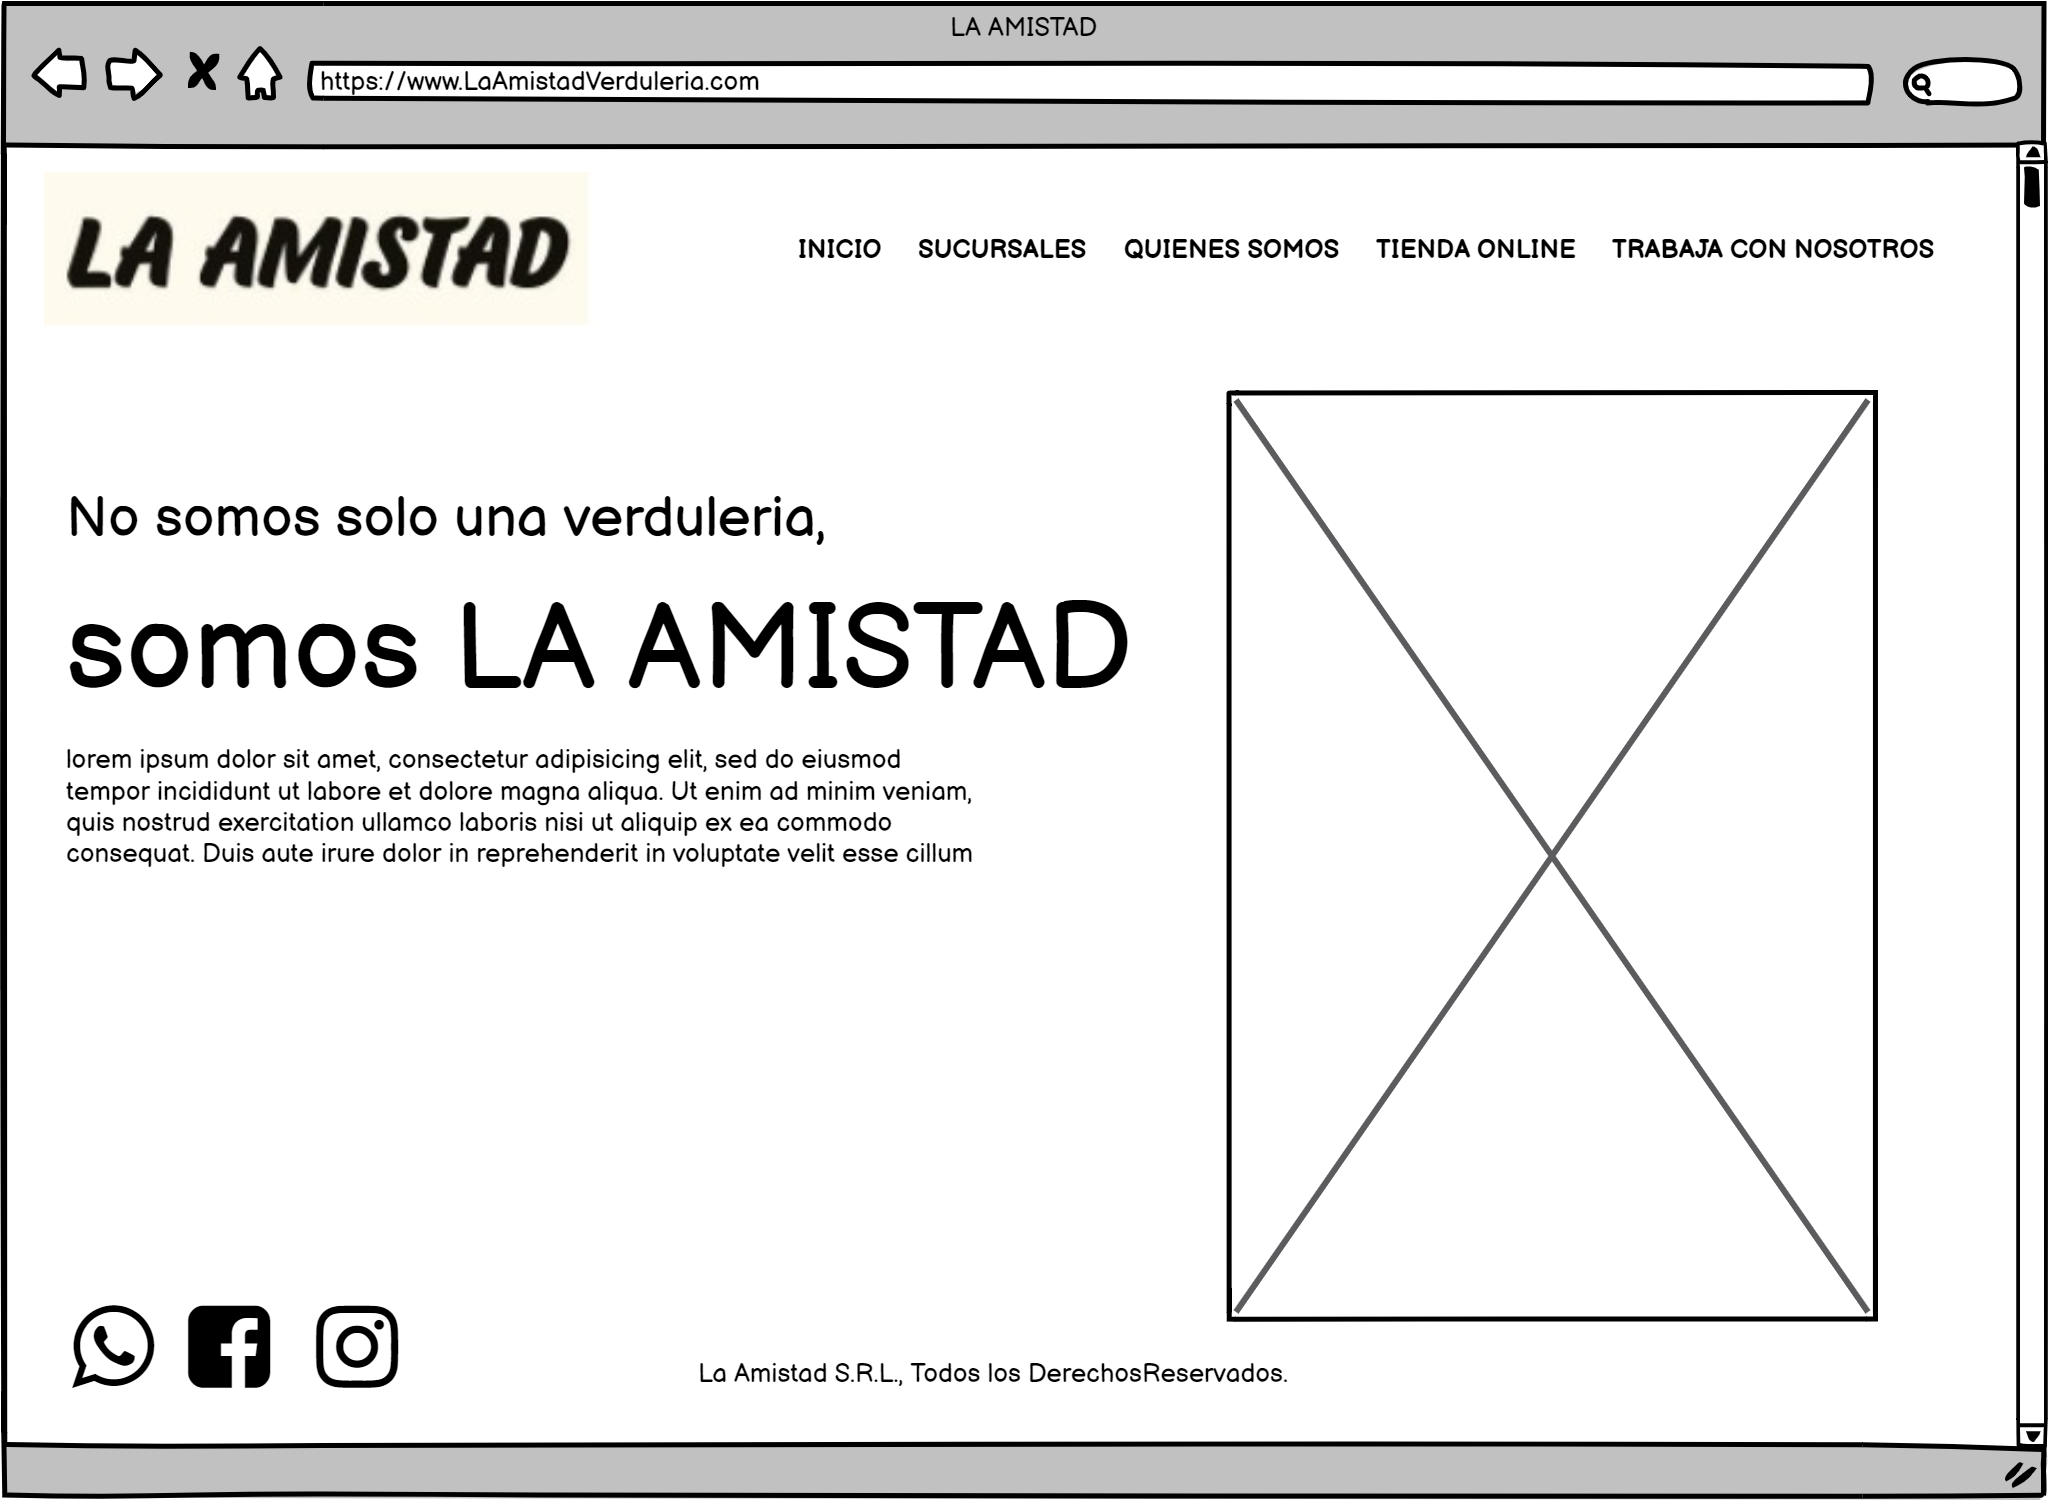 LA AMISTAD
https://www.LaAmistadVerduleria.com
LA AMISTAD
INICIO SUCURSALES QUIENES SOMOS TIENDA ONLINE TRABAJA CON NOSOTROS
No somos solo una verduleria,
somos LA AMISTAD
lorem ipsum dolor sit amet, consectetur adipisicing elit, sed do eiusmod
tempor incididunt ut labore et dolore magna aliqua. Ut enim ad minim veniam,
quis nostrud exercitation ullamco laboris nisi ut aliquip ex ea commodo
consequat. Duis aute irure dolor in reprehenderit in voluptate velit esse cillum
La Amistad S.R.L., Todos los DerechosReservados.